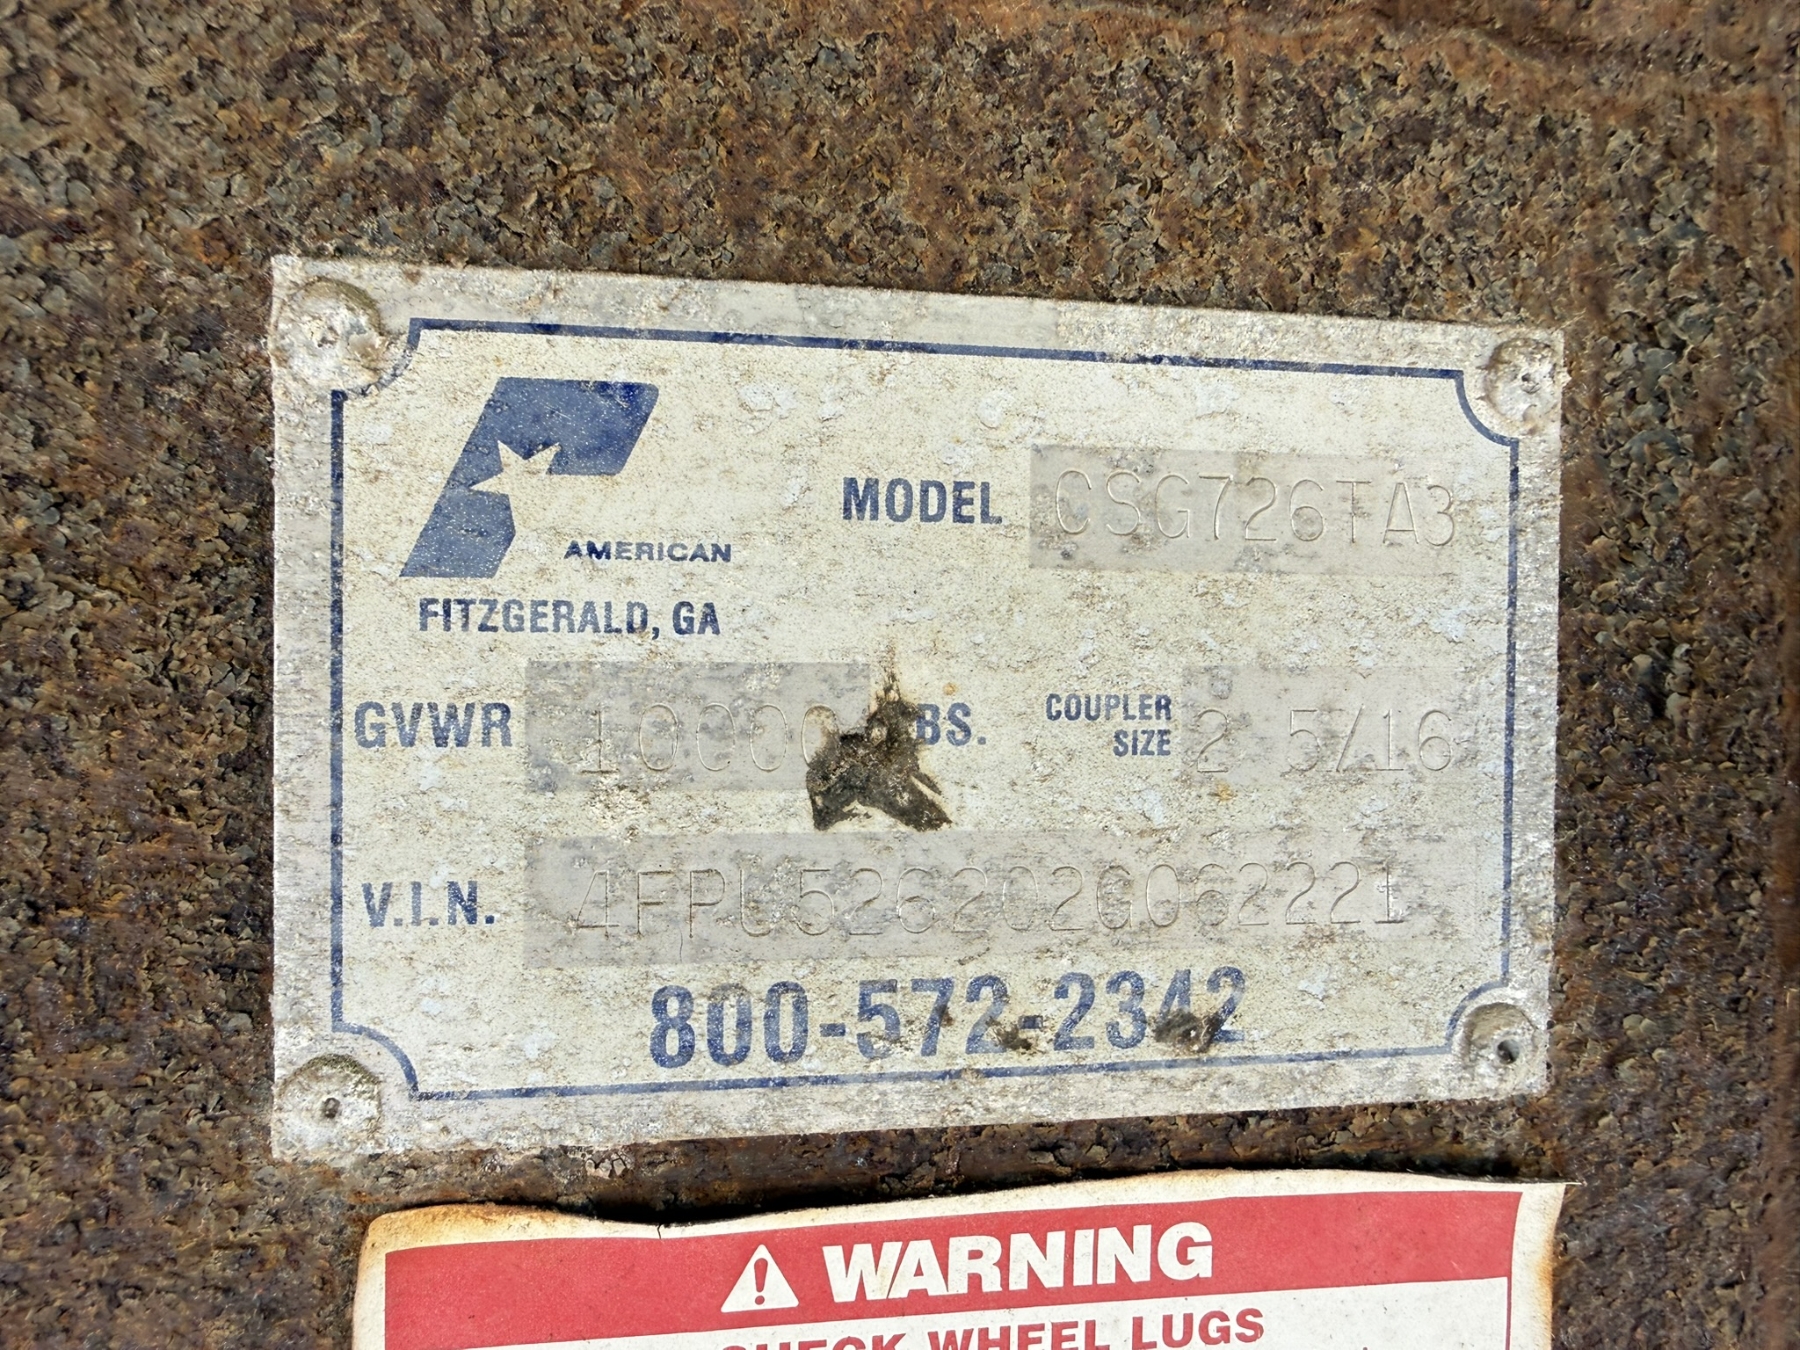 AMERICAN
FITZGERALD, GA
MODEL CSG726TA3
GVWR 10000 LBS.
COUPLER SIZE 2 5/16
V.I.N. 4FPU526202G062221
800-572-2342
WARNING
CHECK WHEEL LUGS